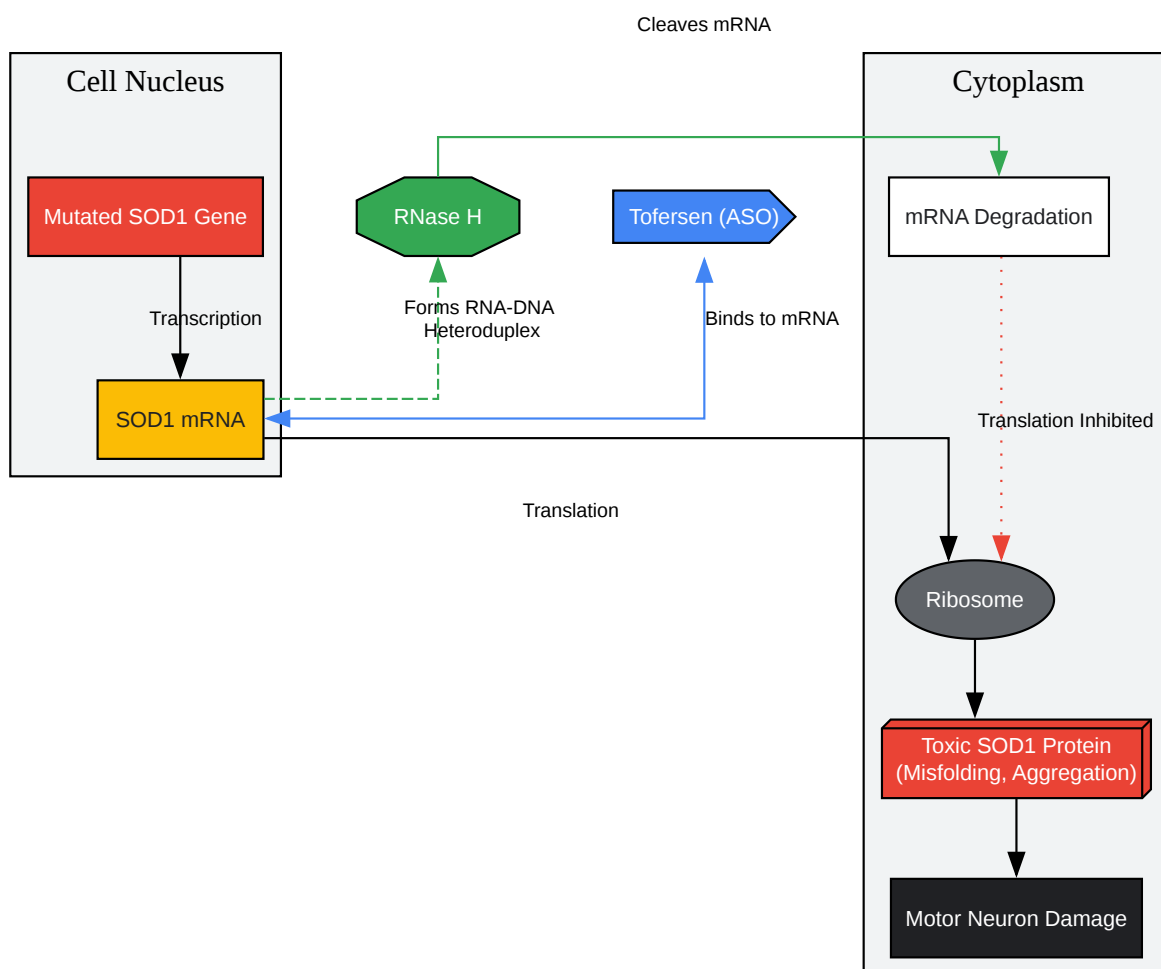 Cleaves mRNA
Cell Nucleus
Cytoplasm
Mutated SOD1 Gene
RNase H
Tofersen (ASO)
mRNA Degradation
Transcription
Forms RNA-DNA
Heteroduplex
Binds to mRNA
SOD1 mRNA
Translation Inhibited
Translation
Ribosome
Toxic SOD1 Protein
(Misfolding, Aggregation)
Motor Neuron Damage